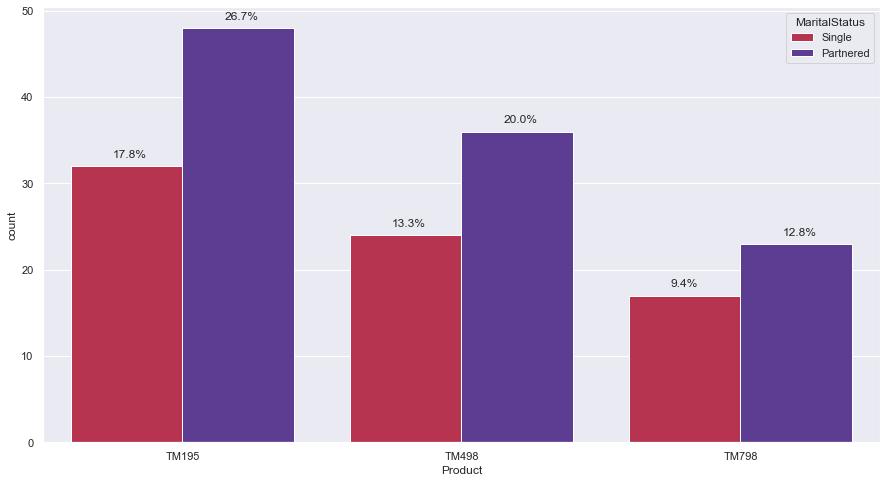 50
40
30
20
10
0
count
17.8%
26.7%
13.3%
20.0%
9.4%
12.8%
MaritalStatus
Single
Partnered
TM195
TM498
TM798
Product